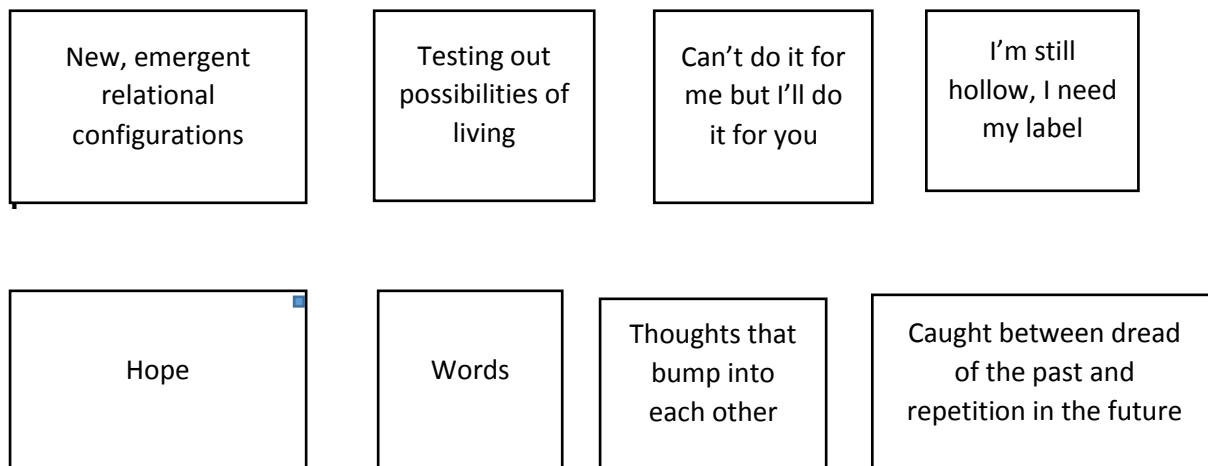 New, emergent
relational
configurations
Testing out
possibilities of
living
Can’t do it for
me but I’ll do
it for you
I’m still
hollow, I need
my label
Hope
Words
Thoughts that
bump into
each other
Caught between dread
of the past and
repetition in the future